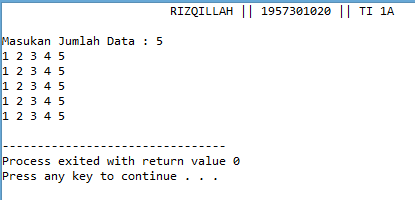 RIZQILLAH || 1957301020 || TI 1A
Masukan Jumlah Data : 5
1 2 3 4 5
1 2 3 4 5
1 2 3 4 5
1 2 3 4 5
1 2 3 4 5
--------------------------------
Process exited with return value 0
Press any key to continue . . .